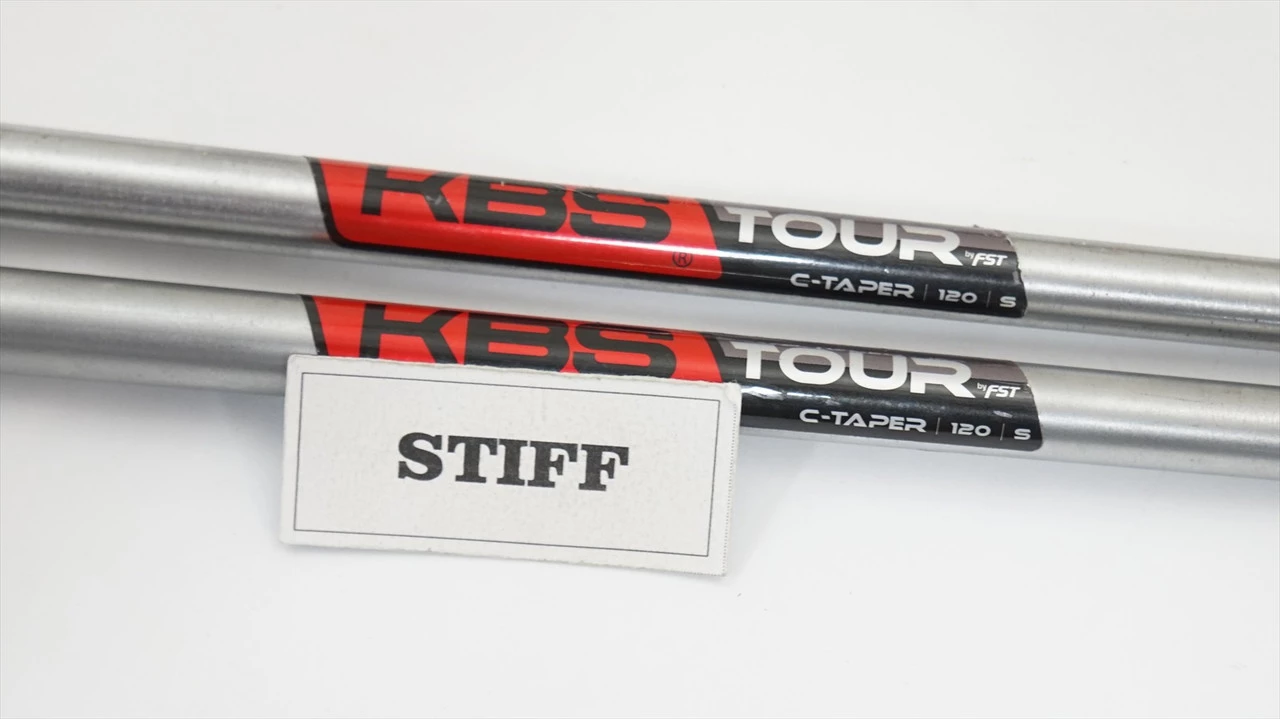 KBS ® TOUR by FST
C-TAPER | 120 | S
KBS TOUR by FST
C-TAPER | 120 | S
STIFF